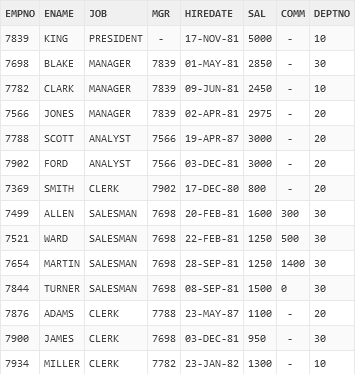 EMPNO ENAME JOB MGR HIREDATE SAL COMM DEPTNO
7839 KING PRESIDENT - 17-NOV-81 5000 - 10
7698 BLAKE MANAGER 7839 01-MAY-81 2850 - 30
7782 CLARK MANAGER 7839 09-JUN-81 2450 - 10
7566 JONES MANAGER 7839 02-APR-81 2975 - 20
7788 SCOTT ANALYST 7566 19-APR-87 3000 - 20
7902 FORD ANALYST 7566 03-DEC-81 3000 - 20
7369 SMITH CLERK 7902 17-DEC-80 800 - 20
7499 ALLEN SALESMAN 7698 20-FEB-81 1600 300 30
7521 WARD SALESMAN 7698 22-FEB-81 1250 500 30
7654 MARTIN SALESMAN 7698 28-SEP-81 1250 1400 30
7844 TURNER SALESMAN 7698 08-SEP-81 1500 0 30
7876 ADAMS CLERK 7788 23-MAY-87 1100 - 20
7900 JAMES CLERK 7698 03-DEC-81 950 - 30
7934 MILLER CLERK 7782 23-JAN-82 1300 - 10